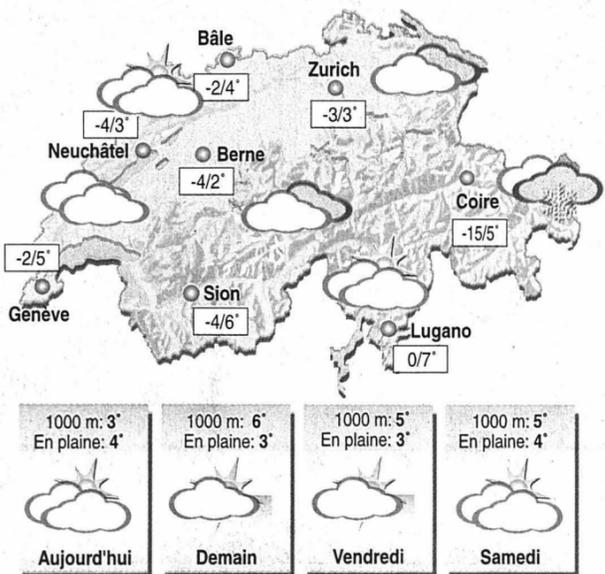 Bâle
-2/4°
Zurich
-3/3°
-4/3°
Neuchâtel
Berne
-4/2°
Coire
-15/5°
-2/5°
Genève
Sion
-4/6°
Lugano
0/7°
1000 m: 3°
En plaine: 4°
Aujourd'hui
1000 m: 6°
En plaine: 3°
Demain
1000 m: 5°
En plaine: 3°
Vendredi
1000 m: 5°
En plaine: 4°
Samedi